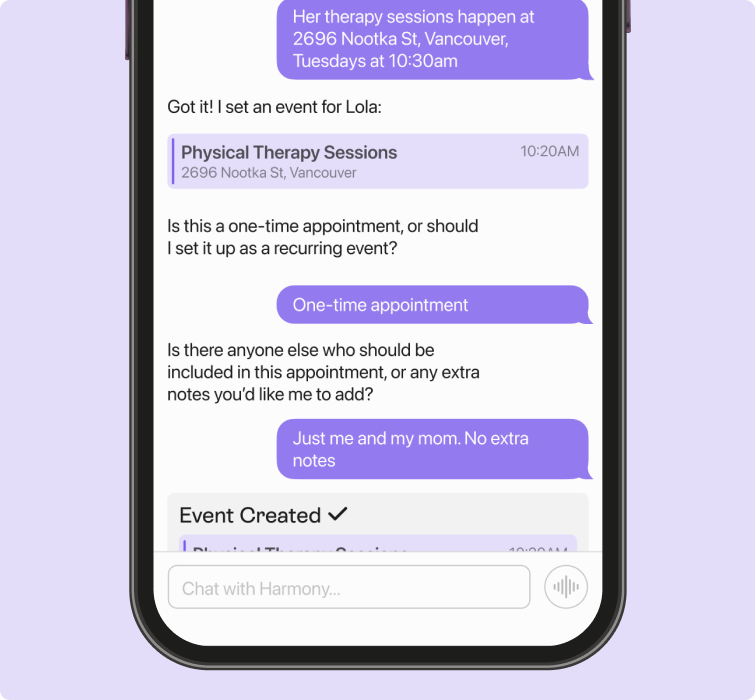 Her therapy sessions happen at
2696 Nootka St, Vancouver,
Tuesdays at 10:30am
Got it! I set an event for Lola:
Physical Therapy Sessions 10:20AM
2696 Nootka St, Vancouver
Is this a one-time appointment, or should
I set it up as a recurring event?
One-time appointment
Is there anyone else who should be
included in this appointment, or any extra
notes you'd like me to add?
Just me and my mom. No extra
notes
Event Created
Physical Therapy Sessions
Chat with Harmony...